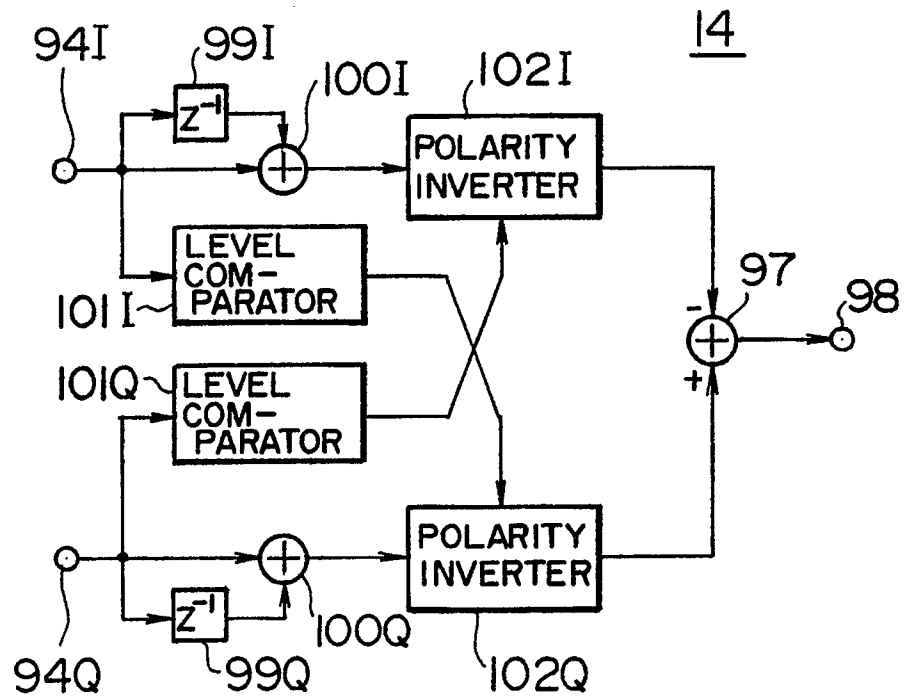 14
94I
99I
100I
102I
Z⁻¹
POLARITY
INVERTER
LEVEL
COM-
PARATOR
101I
97
98
-
+
101Q
LEVEL
COM-
PARATOR
POLARITY
INVERTER
Z⁻¹
94Q
99Q
100Q
102Q